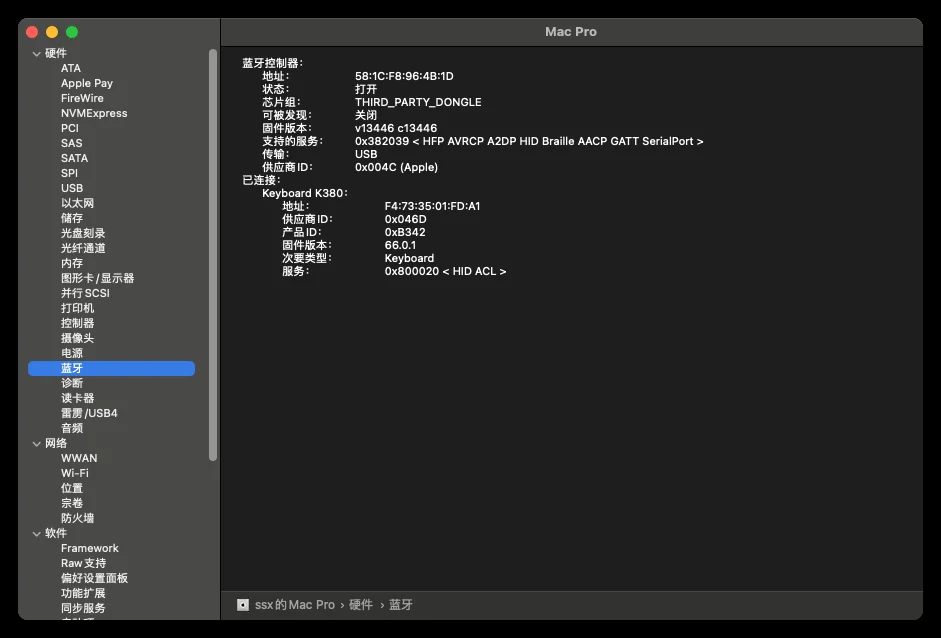 Mac Pro
硬件
ATA
Apple Pay
FireWire
NVMExpress
PCI
SAS
SATA
SPI
USB
以太网
储存
光盘刻录
光纤通道
内存
图形卡/显示器
并行SCSI
打印机
控制器
摄像头
电源
蓝牙
诊断
读卡器
雷雳/USB4
音频
网络
WWAN
Wi-Fi
位置
宗卷
防火墙
软件
Framework
Raw支持
偏好设置面板
功能扩展
同步服务
蓝牙控制器：
地址： 58:1C:F8:96:4B:1D
状态： 打开
芯片组： THIRD_PARTY_DONGLE
可被发现： 关闭
固件版本： v13446 c13446
支持的服务： 0x382039 < HFP AVRCP A2DP HID Braille AACP GATT SerialPort >
传输： USB
供应商ID： 0x004C (Apple)
已连接：
Keyboard K380：
地址： F4:73:35:01:FD:A1
供应商ID： 0x046D
产品ID： 0xB342
固件版本： 66.0.1
次要类型： Keyboard
服务： 0x800020 < HID ACL >
ssx的Mac Pro › 硬件 › 蓝牙